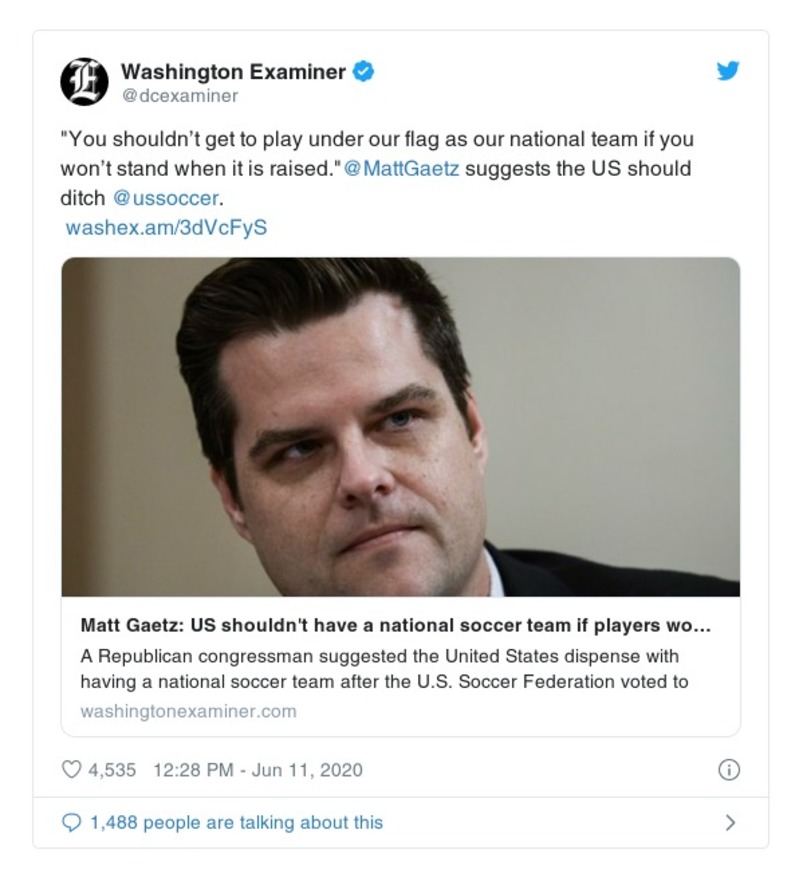 Washington Examiner
@dcexaminer
"You shouldn’t get to play under our flag as our national team if you
won’t stand when it is raised."@MattGaetz suggests the US should
ditch @ussoccer.
washex.am/3dVcFyS
Matt Gaetz: US shouldn't have a national soccer team if players wo...
A Republican congressman suggested the United States dispense with
having a national soccer team after the U.S. Soccer Federation voted to
washingtonexaminer.com
4,535 12:28 PM - Jun 11, 2020
1,488 people are talking about this